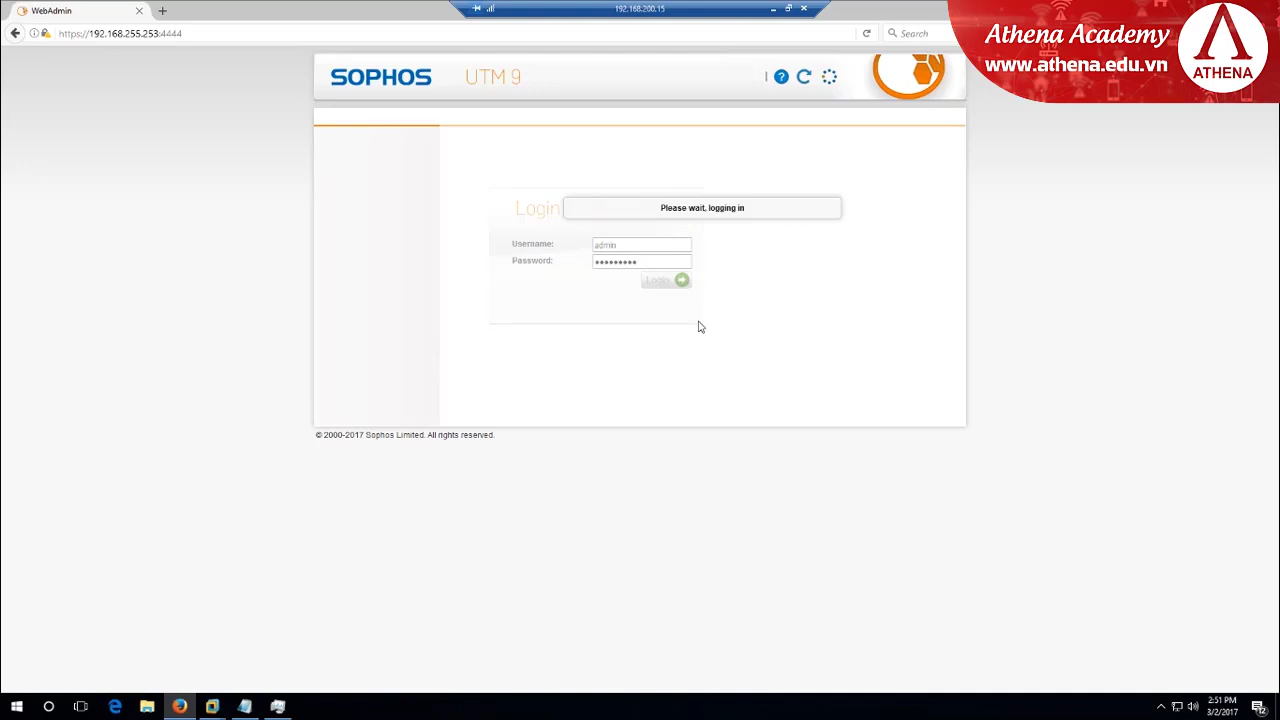 WebAdmin
192.168.200.15
https://192.168.255.253:4444
Search
Athena Academy
www.athena.edu.vn
ATHENA
SOPHOS
UTM 9
Login
Please wait, logging in
Username:
admin
Password:
•••••••••
Login
© 2000-2017 Sophos Limited. All rights reserved.
2:51 PM
3/2/2017
12